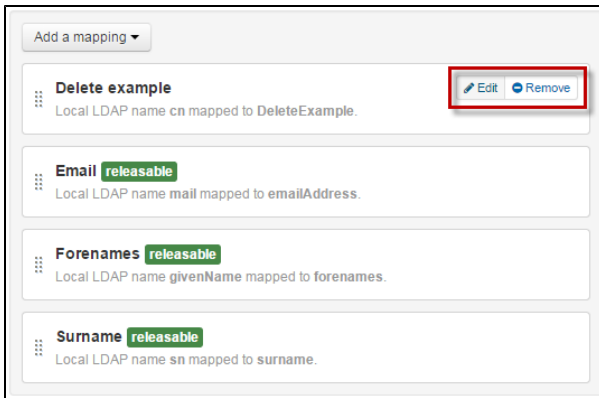 Add a mapping
Delete example
Edit Remove
Local LDAP name cn mapped to DeleteExample.
Email releasable
Local LDAP name mail mapped to emailAddress.
Forenames releasable
Local LDAP name givenName mapped to forenames.
Surname releasable
Local LDAP name sn mapped to surname.